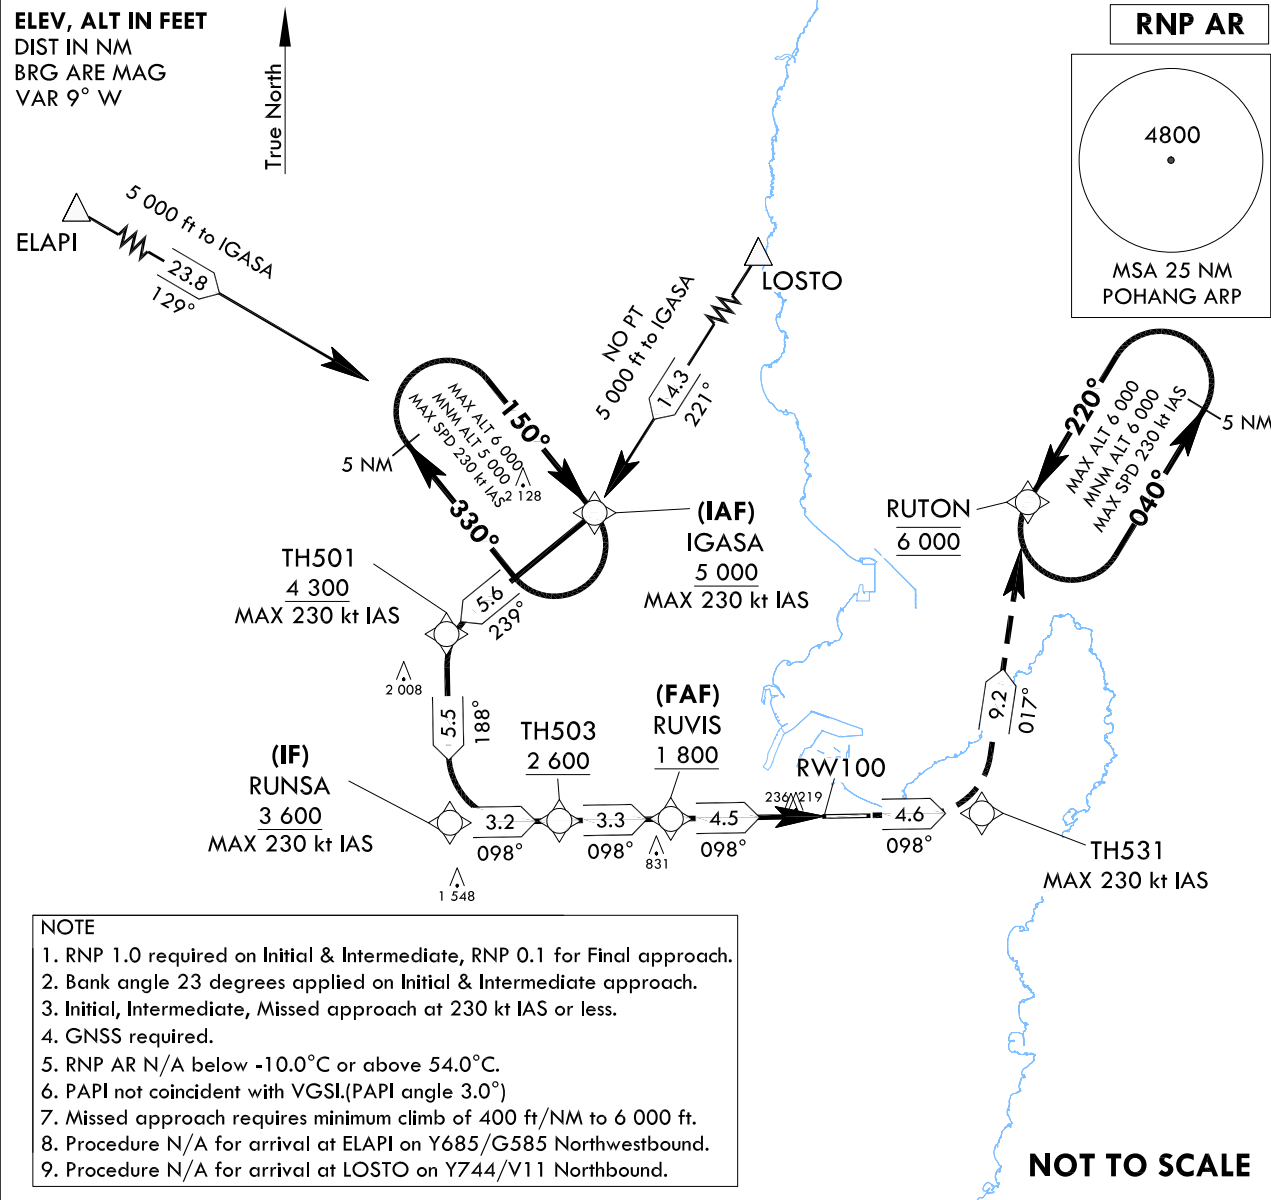 ELEV, ALT IN FEET
DIST IN NM
BRG ARE MAG
VAR 9° W
True North
RNP AR
4800
MSA 25 NM
POHANG ARP
ELAPI
5 000 ft to IGASA
23.8
129°
LOSTO
NO PT
5 000 ft to IGASA
14.3
221°
150°
MAX ALT 6 000
MNM ALT 5 000
MAX SPD 230 kt IAS
330°
5 NM
2 128
220°
MAX ALT 6 000
MNM ALT 6 000
MAX SPD 230 kt IAS
040°
5 NM
RUTON
6 000
(IAF)
IGASA
5 000
MAX 230 kt IAS
TH501
4 300
MAX 230 kt IAS
5.6
239°
2 008
5.5
188°
(IF)
RUNSA
3 600
MAX 230 kt IAS
TH503
2 600
(FAF)
RUVIS
1 800
RW100
236
219
9.2
017°
3.2
098°
3.3
098°
4.5
098°
4.6
098°
831
1 548
TH531
MAX 230 kt IAS
NOTE
1. RNP 1.0 required on Initial & Intermediate, RNP 0.1 for Final approach.
2. Bank angle 23 degrees applied on Initial & Intermediate approach.
3. Initial, Intermediate, Missed approach at 230 kt IAS or less.
4. GNSS required.
5. RNP AR N/A below -10.0°C or above 54.0°C.
6. PAPI not coincident with VGSI.(PAPI angle 3.0°)
7. Missed approach requires minimum climb of 400 ft/NM to 6 000 ft.
8. Procedure N/A for arrival at ELAPI on Y685/G585 Northwestbound.
9. Procedure N/A for arrival at LOSTO on Y744/V11 Northbound.
NOT TO SCALE